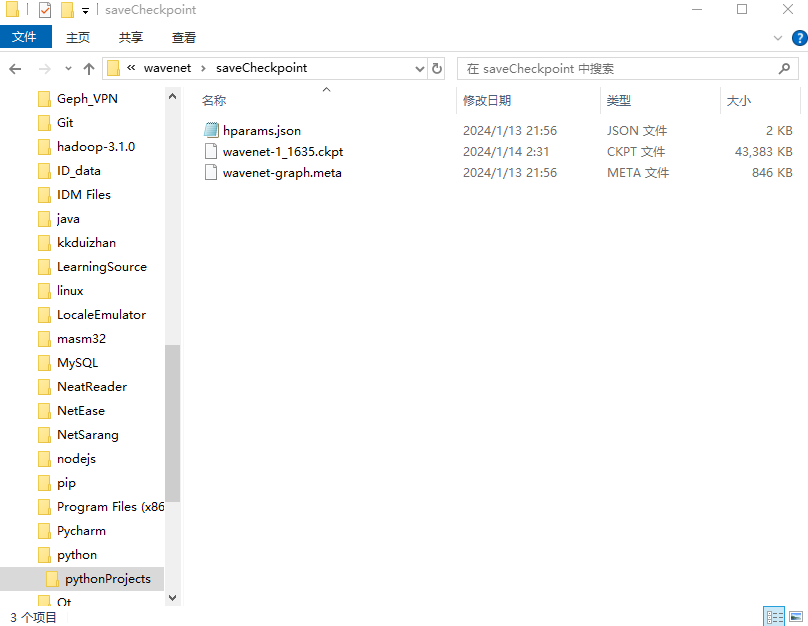 saveCheckpoint
文件 主页 共享 查看
« wavenet › saveCheckpoint 在 saveCheckpoint 中搜索
名称 修改日期 类型 大小
hparams.json 2024/1/13 21:56 JSON 文件 2 KB
wavenet-1_1635.ckpt 2024/1/14 2:31 CKPT 文件 43,383 KB
wavenet-graph.meta 2024/1/13 21:56 META 文件 846 KB
Geph_VPN
Git
hadoop-3.1.0
ID_data
IDM Files
java
kkduizhan
LearningSource
linux
LocaleEmulator
masm32
MySQL
NeatReader
NetEase
NetSarang
nodejs
pip
Program Files (x86
Pycharm
python
pythonProjects
Qt
3 个项目